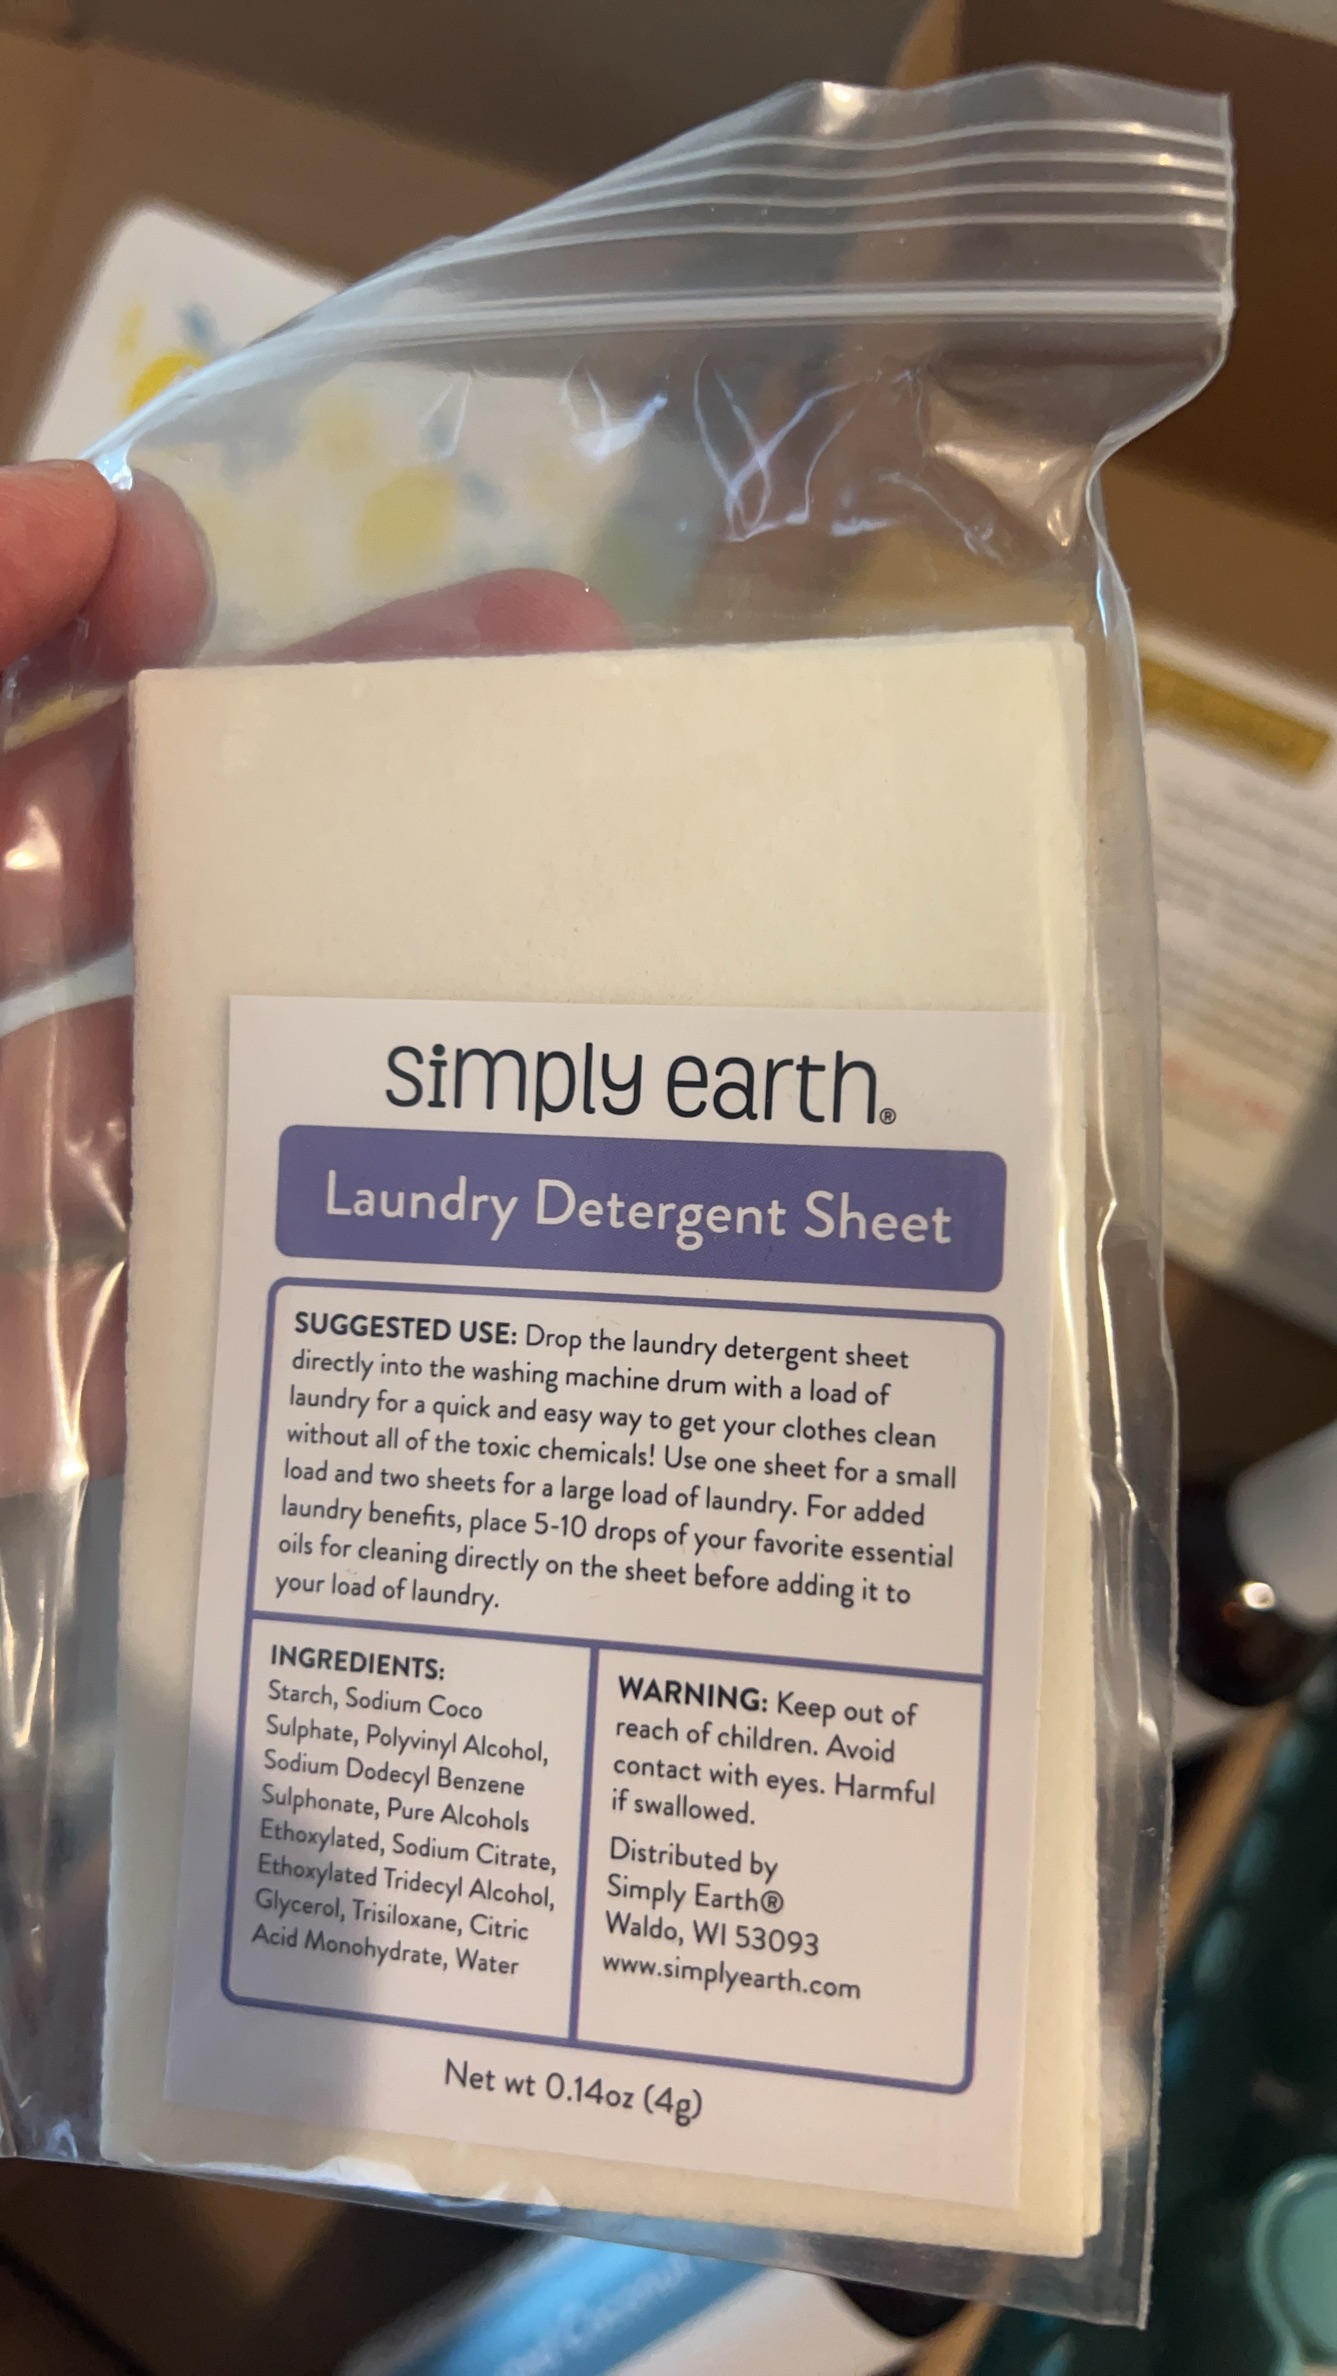 simply earth®
Laundry Detergent Sheet
SUGGESTED USE: Drop the laundry detergent sheet
directly into the washing machine drum with a load of
laundry for a quick and easy way to get your clothes clean
without all of the toxic chemicals! Use one sheet for a small
load and two sheets for a large load of laundry. For added
laundry benefits, place 5-10 drops of your favorite essential
oils for cleaning directly on the sheet before adding it to
your load of laundry.
INGREDIENTS:
Starch, Sodium Coco
Sulphate, Polyvinyl Alcohol,
Sodium Dodecyl Benzene
Sulphonate, Pure Alcohols
Ethoxylated, Sodium Citrate,
Ethoxylated Tridecyl Alcohol,
Glycerol, Trisiloxane, Citric
Acid Monohydrate, Water
WARNING: Keep out of
reach of children. Avoid
contact with eyes. Harmful
if swallowed.
Distributed by
Simply Earth®
Waldo, WI 53093
www.simplyearth.com
Net wt 0.14oz (4g)